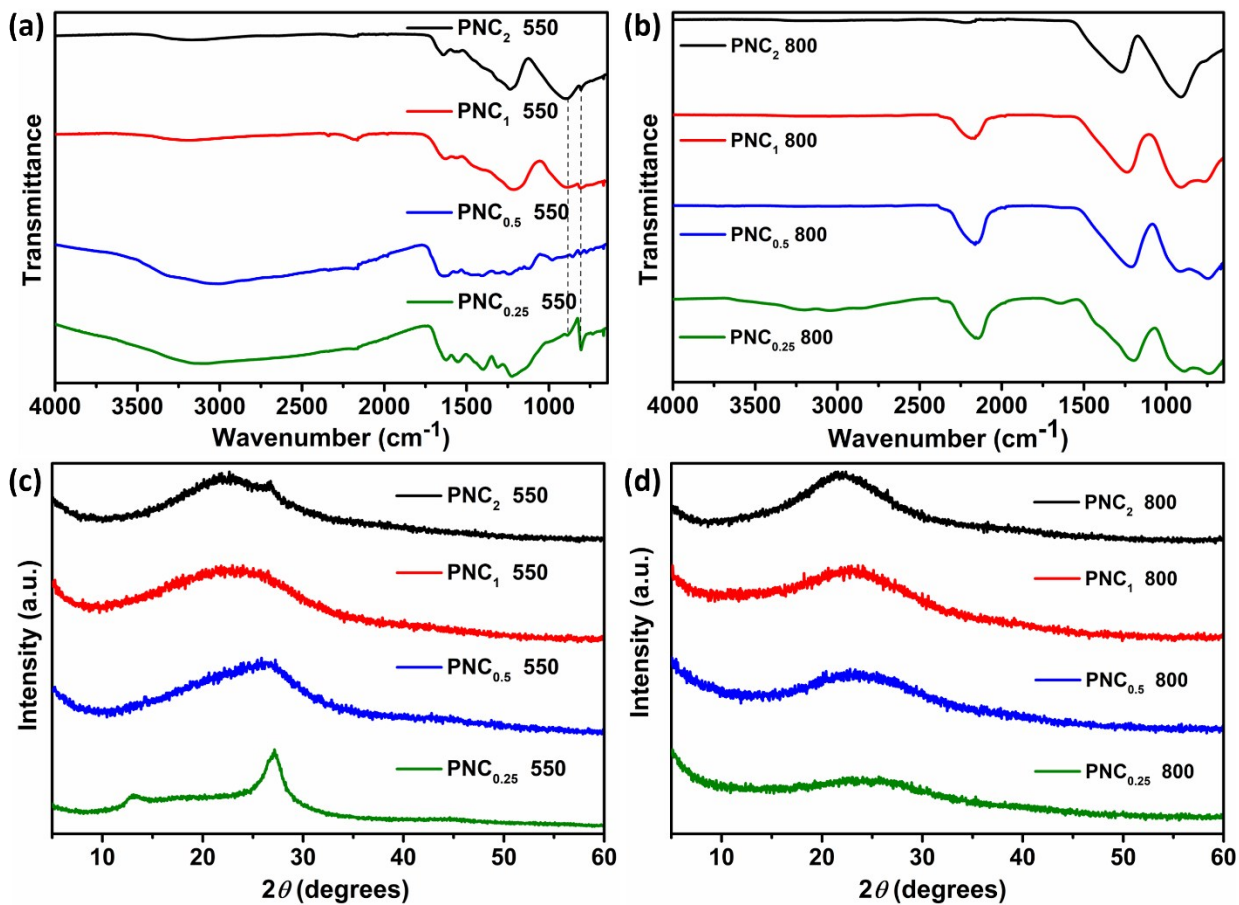 (a)
PNC₂ 550
PNC₁ 550
PNC₀.₅ 550
PNC₀.₂₅ 550
Transmittance
4000 3500 3000 2500 2000 1500 1000
Wavenumber (cm⁻¹)
(b)
PNC₂ 800
PNC₁ 800
PNC₀.₅ 800
PNC₀.₂₅ 800
Transmittance
4000 3500 3000 2500 2000 1500 1000
Wavenumber (cm⁻¹)
(c)
PNC₂ 550
PNC₁ 550
PNC₀.₅ 550
PNC₀.₂₅ 550
Intensity (a.u.)
10 20 30 40 50 60
2θ (degrees)
(d)
PNC₂ 800
PNC₁ 800
PNC₀.₅ 800
PNC₀.₂₅ 800
Intensity (a.u.)
10 20 30 40 50 60
2θ (degrees)